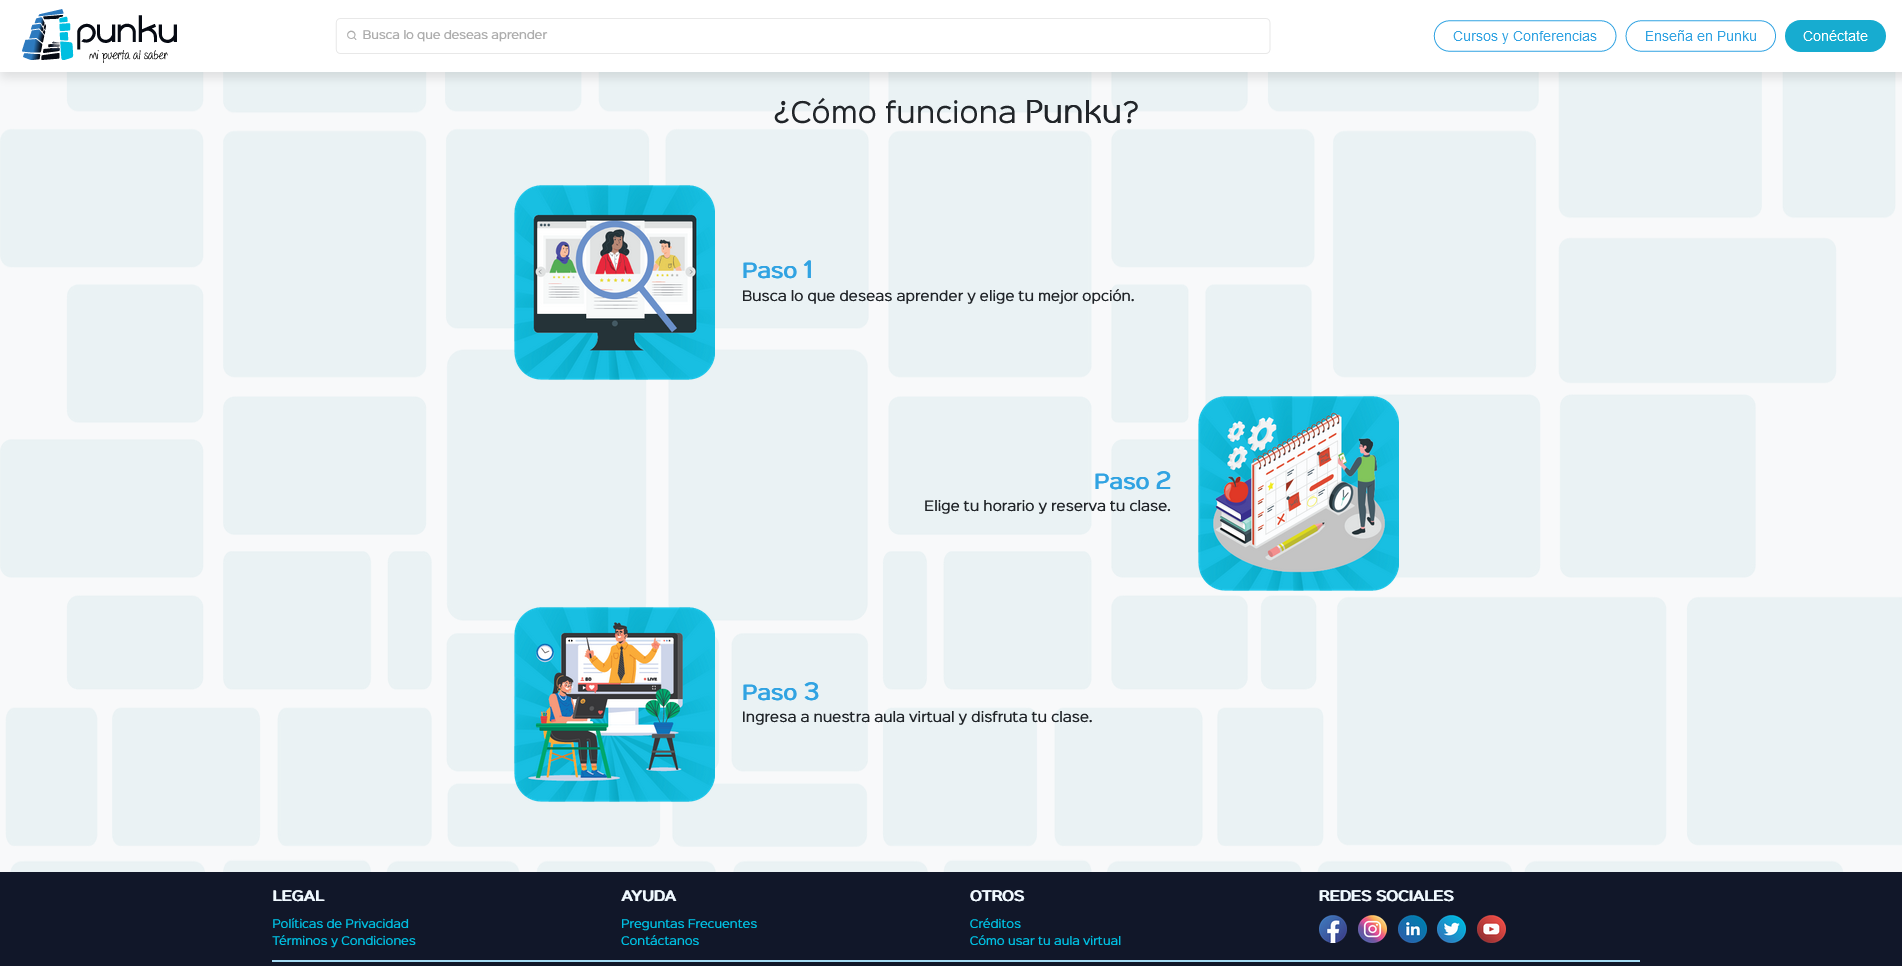 punku
mi puerta al saber
Busca lo que deseas aprender
Cursos y Conferencias
Enseña en Punku
Conéctate
¿Cómo funciona Punku?
Paso 1
Busca lo que deseas aprender y elige tu mejor opción.
Paso 2
Elige tu horario y reserva tu clase.
LIVE
Paso 3
Ingresa a nuestra aula virtual y disfruta tu clase.
LEGAL
Políticas de Privacidad
Términos y Condiciones
AYUDA
Preguntas Frecuentes
Contáctanos
OTROS
Créditos
Cómo usar tu aula virtual
REDES SOCIALES